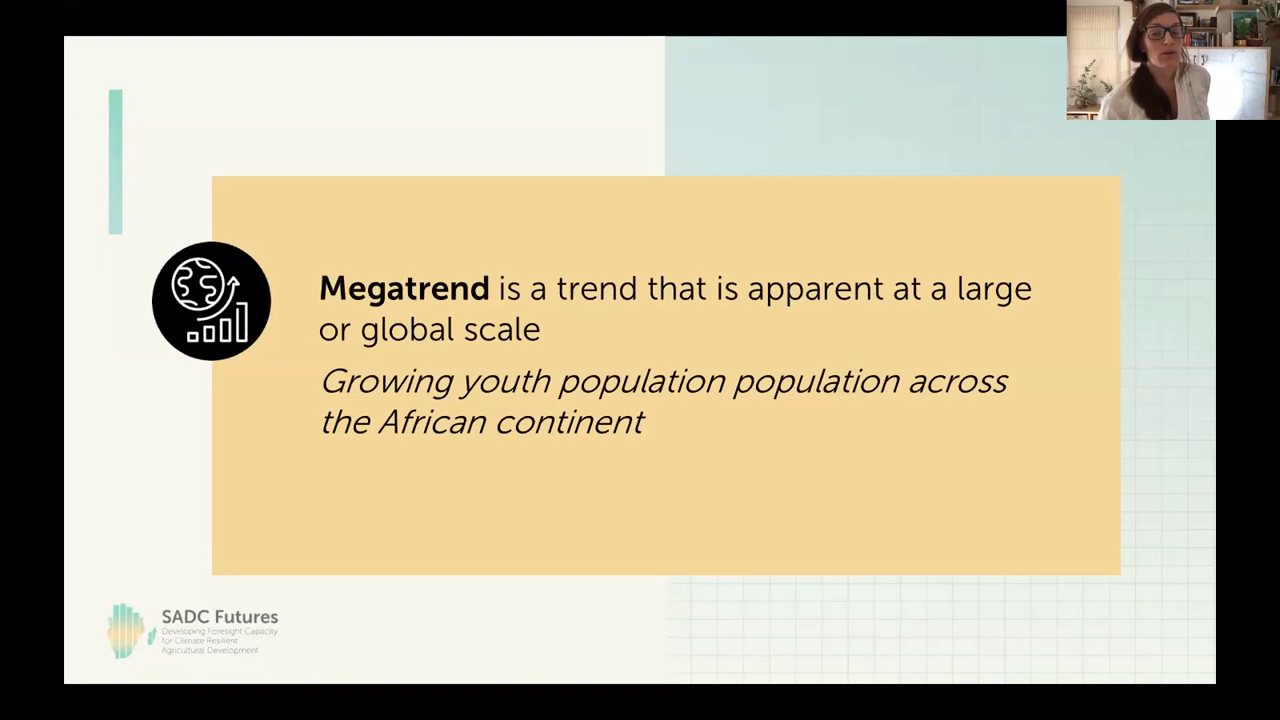 Megatrend is a trend that is apparent at a large
or global scale
Growing youth population population across
the African continent
SADC Futures
Developing Foresight Capacity
for Climate Resilient
Agricultural Development